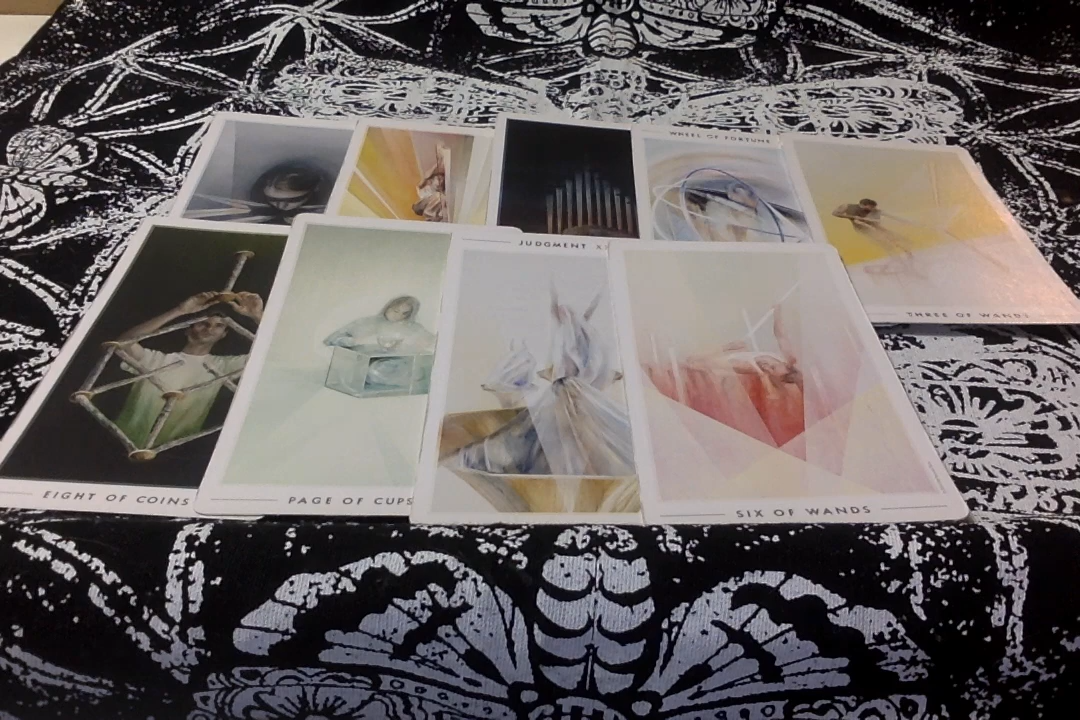 WHEEL OF FORTUNE
THREE OF WANDS
JUDGMENT
EIGHT OF COINS
PAGE OF CUPS
SIX OF WANDS